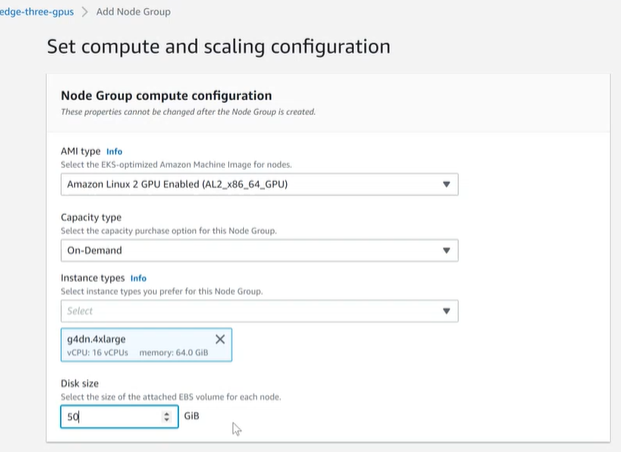 edge-three-gpus > Add Node Group
Set compute and scaling configuration
Node Group compute configuration
These properties cannot be changed after the Node Group is created.
AMI type Info
Select the EKS-optimized Amazon Machine Image for nodes.
Amazon Linux 2 GPU Enabled (AL2_x86_64_GPU)
Capacity type
Select the capacity purchase option for this Node Group.
On-Demand
Instance types Info
Select instance types you prefer for this Node Group.
Select
g4dn.4xlarge
vCPU: 16 vCPUs memory: 64.0 GiB
Disk size
Select the size of the attached EBS volume for each node.
50 GiB